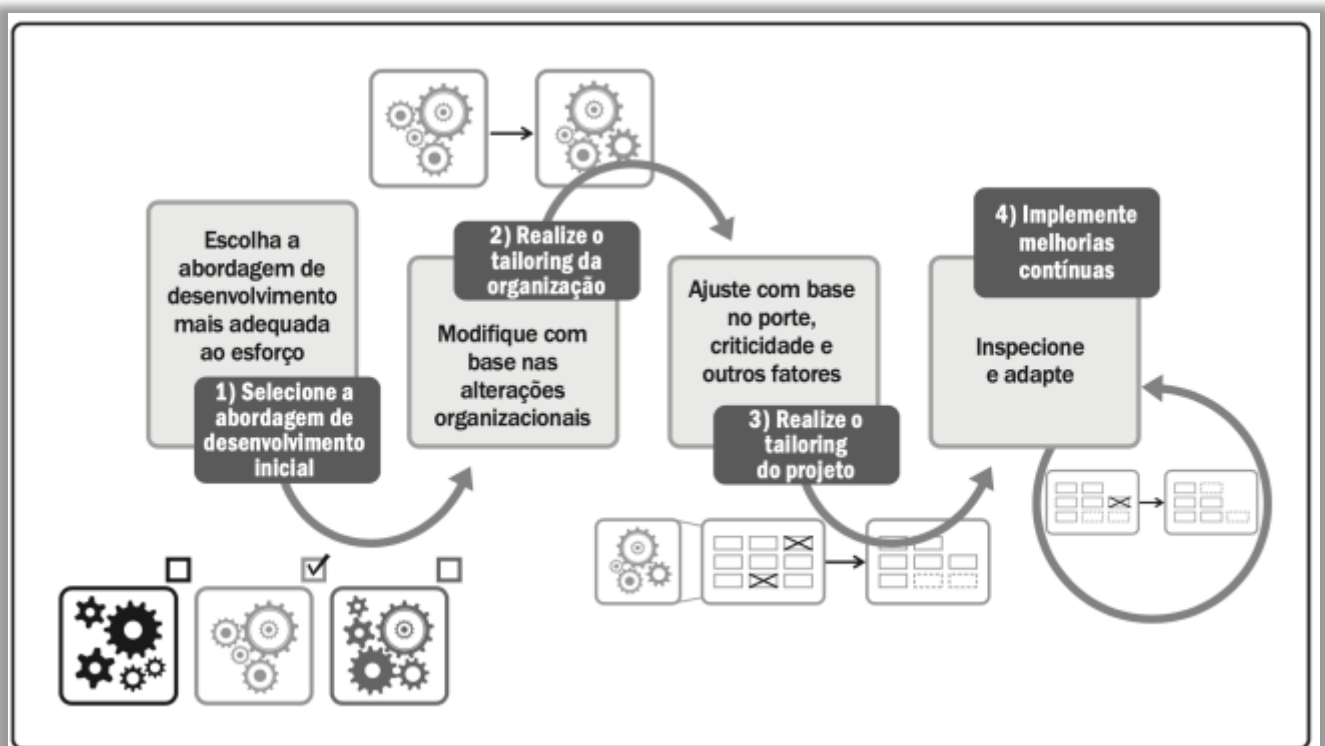 Escolha a
abordagem de
desenvolvimento
mais adequada
ao esforço
1) Selecione a
abordagem de
desenvolvimento
inicial
2) Realize o
tailoring da
organização
Modifique com
base nas
alterações
organizacionais
Ajuste com base
no porte,
criticidade e
outros fatores
3) Realize o
tailoring
do projeto
4) Implemente
melhorias
contínuas
Inspecione
e adapte